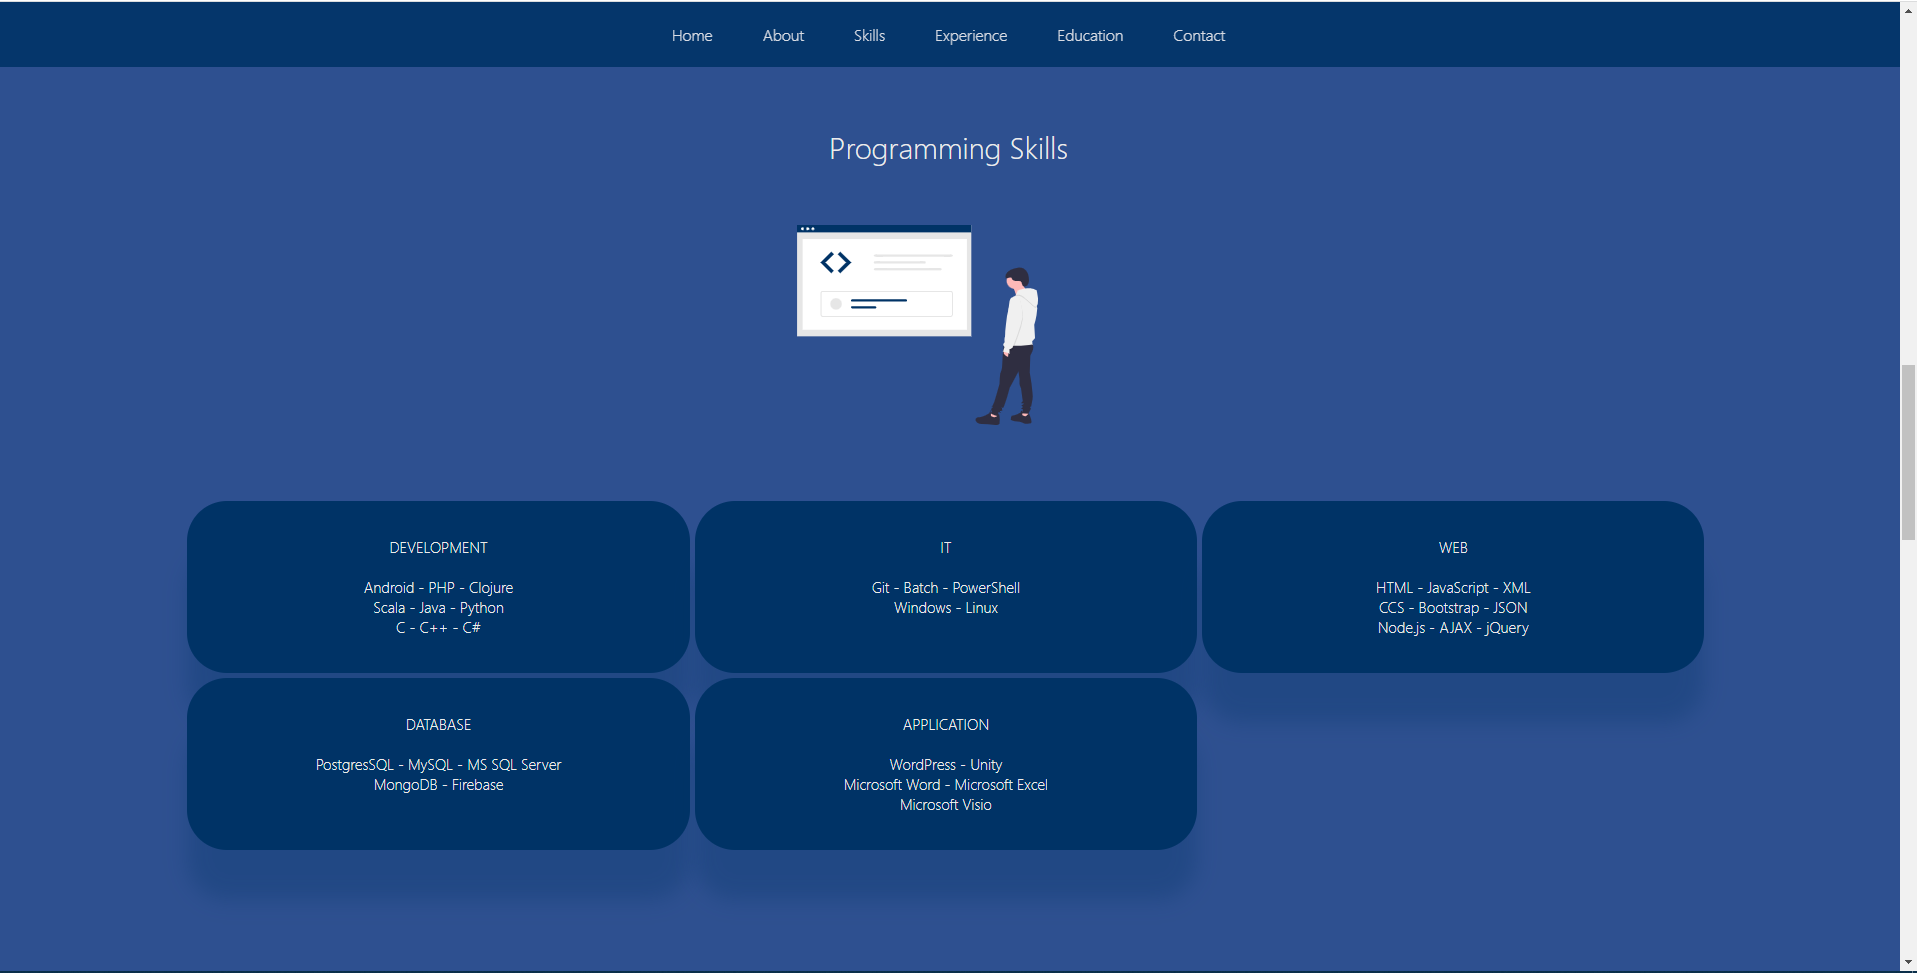 Home About Skills Experience Education Contact
Programming Skills
DEVELOPMENT
Android - PHP - Clojure
Scala - Java - Python
C - C++ - C#
IT
Git - Batch - PowerShell
Windows - Linux
WEB
HTML - JavaScript - XML
CCS - Bootstrap - JSON
Node.js - AJAX - jQuery
DATABASE
PostgresSQL - MySQL - MS SQL Server
MongoDB - Firebase
APPLICATION
WordPress - Unity
Microsoft Word - Microsoft Excel
Microsoft Visio